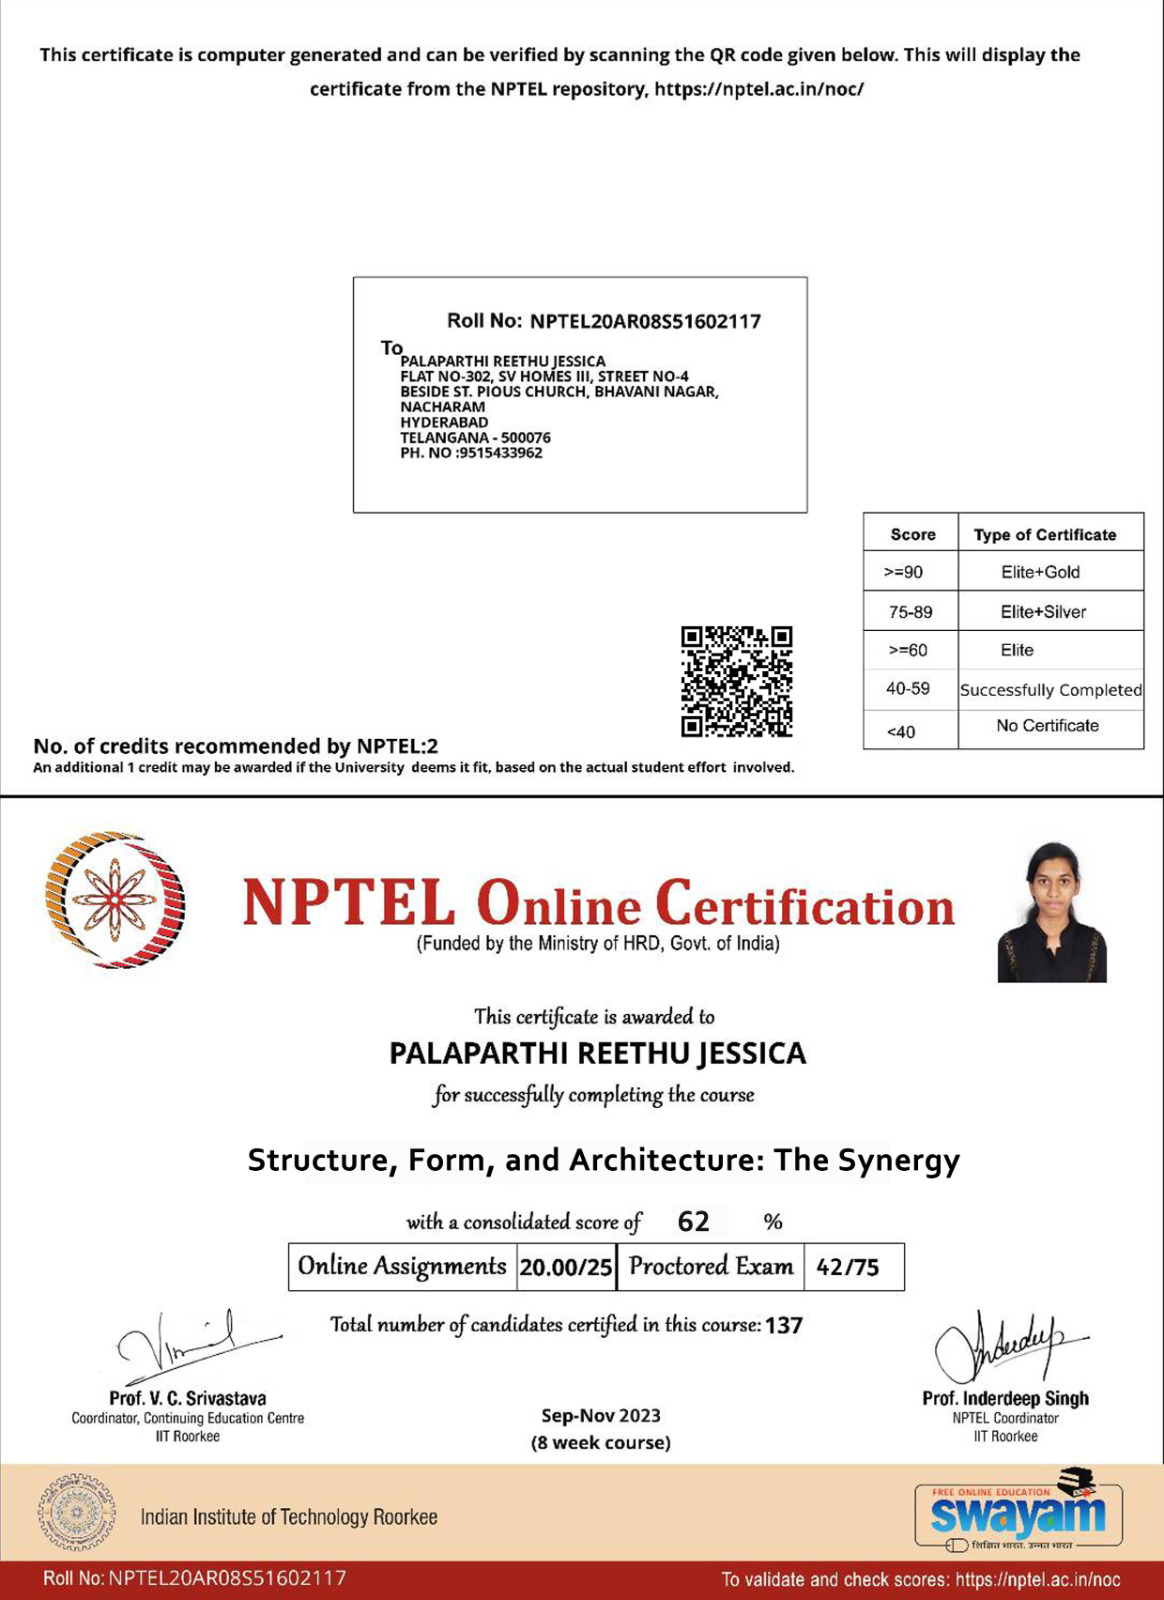 This certificate is computer generated and can be verified by scanning the QR code given below. This will display the
certificate from the NPTEL repository, https://nptel.ac.in/noc/
Roll No: NPTEL20AR08S51602117
To
PALAPARTHI REETHU JESSICA
FLAT NO-302, SV HOMES III, STREET NO-4
BESIDE ST. PIOUS CHURCH, BHAVANI NAGAR,
NACHARAM
HYDERABAD
TELANGANA - 500076
PH. NO :9515433962
Score Type of Certificate
>=90 Elite+Gold
75-89 Elite+Silver
>=60 Elite
40-59 Successfully Completed
<40 No Certificate
No. of credits recommended by NPTEL:2
An additional 1 credit may be awarded if the University deems it fit, based on the actual student effort involved.
NPTEL Online Certification
(Funded by the Ministry of HRD, Govt. of India)
This certificate is awarded to
PALAPARTHI REETHU JESSICA
for successfully completing the course
Structure, Form, and Architecture: The Synergy
with a consolidated score of 62 %
Online Assignments 20.00/25 Proctored Exam 42/75
Total number of candidates certified in this course: 137
Prof. V. C. Srivastava
Coordinator, Continuing Education Centre
IIT Roorkee
Sep-Nov 2023
(8 week course)
Prof. Inderdeep Singh
NPTEL Coordinator
IIT Roorkee
Indian Institute of Technology Roorkee
FREE ONLINE EDUCATION
swayam
शिक्षित भारत, उन्नत भारत
Roll No: NPTEL20AR08S51602117
To validate and check scores: https://nptel.ac.in/noc